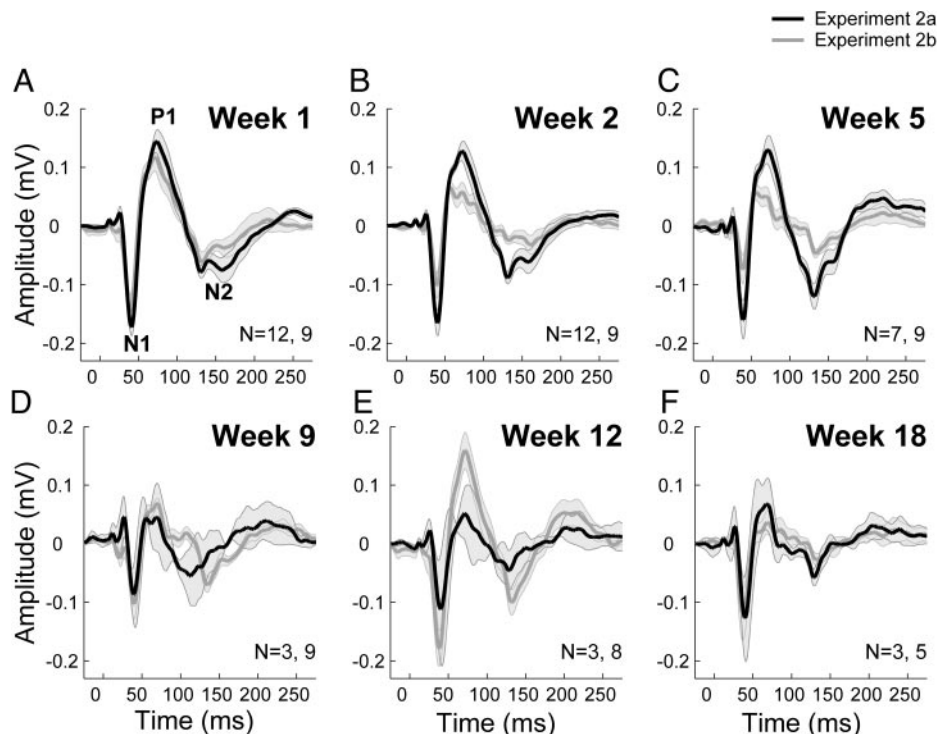 Experiment 2a
Experiment 2b
A
B
C
Week 1
Week 2
Week 5
P1
N1
N2
Amplitude (mV)
0.2
0.1
0
-0.1
-0.2
0.2
0.1
0
-0.1
-0.2
0.2
0.1
0
-0.1
-0.2
N=12, 9
N=12, 9
N=7, 9
0 50 100 150 200 250
0 50 100 150 200 250
0 50 100 150 200 250
D
E
F
Week 9
Week 12
Week 18
Amplitude (mV)
0.2
0.1
0
-0.1
-0.2
0.2
0.1
0
-0.1
-0.2
0.2
0.1
0
-0.1
-0.2
N=3, 9
N=3, 8
N=3, 5
0 50 100 150 200 250
0 50 100 150 200 250
0 50 100 150 200 250
Time (ms)
Time (ms)
Time (ms)